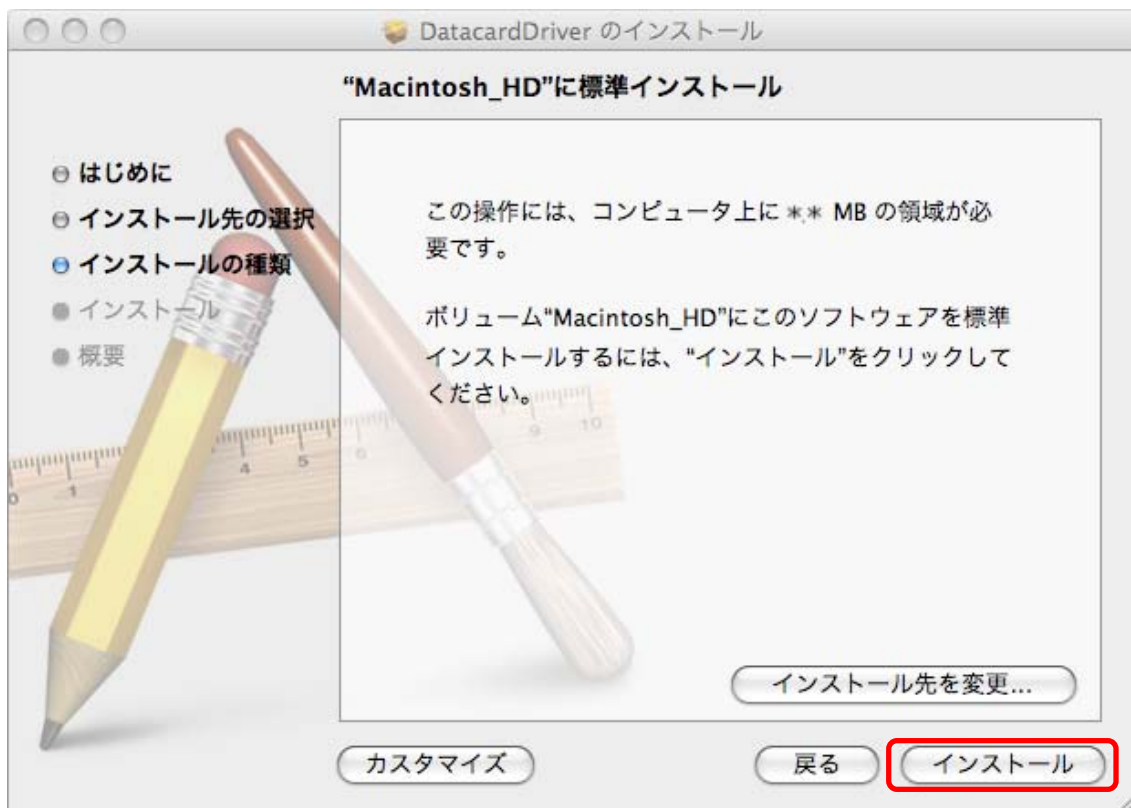 DatacardDriver のインストール
“Macintosh_HD”に標準インストール
はじめに
インストール先の選択
インストールの種類
インストール
概要
この操作には、コンピュータ上に *.* MB の領域が必
要です。
ボリューム“Macintosh_HD”にこのソフトウェアを標準
インストールするには、“インストール”をクリックして
ください。
0 1 4 5 6 9 10
インストール先を変更...
カスタマイズ
戻る
インストール